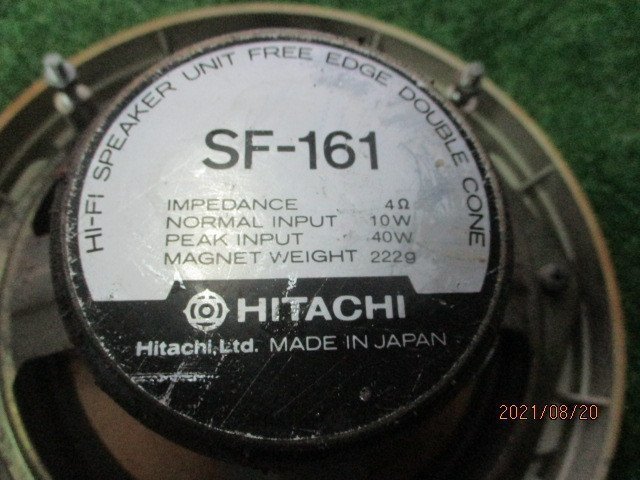 HI-FI SPEAKER UNIT FREE EDGE DOUBLE CONE
SF-161
IMPEDANCE 4Ω
NORMAL INPUT 10W
PEAK INPUT 40W
MAGNET WEIGHT 222g
HITACHI
Hitachi,Ltd. MADE IN JAPAN
2021/08/20